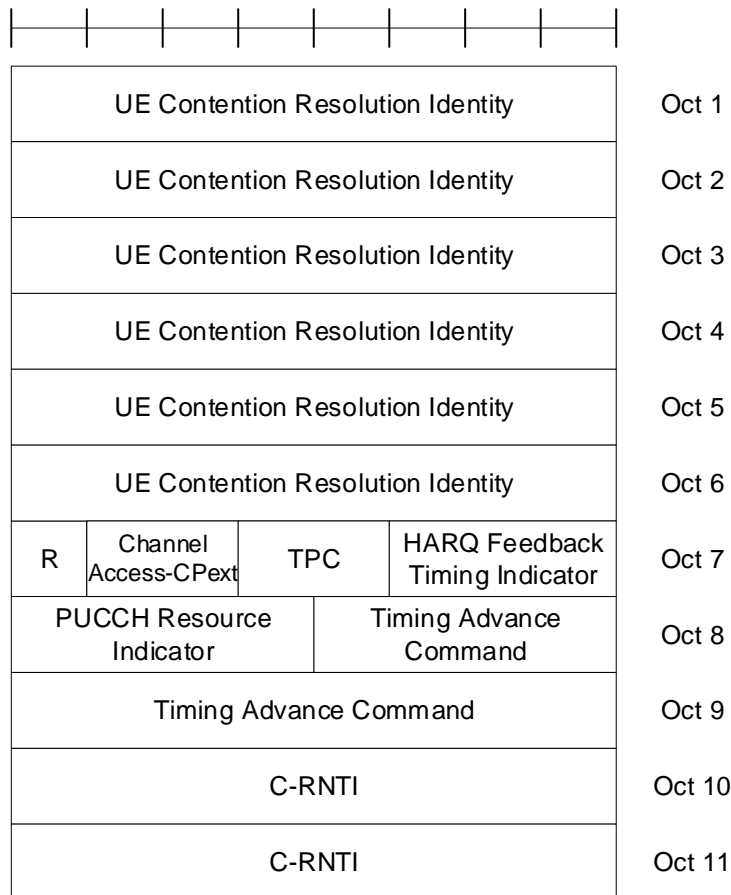 UE Contention Resolution Identity Oct 1
UE Contention Resolution Identity Oct 2
UE Contention Resolution Identity Oct 3
UE Contention Resolution Identity Oct 4
UE Contention Resolution Identity Oct 5
UE Contention Resolution Identity Oct 6
R
Channel
Access-CPext
TPC
HARQ Feedback
Timing Indicator
Oct 7
PUCCH Resource
Indicator
Timing Advance
Command
Oct 8
Timing Advance Command Oct 9
C-RNTI Oct 10
C-RNTI Oct 11